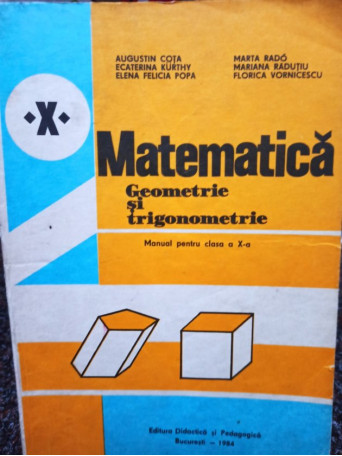 AUGUSTIN COȚA
ECATERINA KURTHY
ELENA FELICIA POPA
MARTA RADÓ
MARIANA RĂDUȚIU
FLORICA VORNICESCU
·X·
Matematică
Geometrie
și
trigonometrie
Manual pentru clasa a X-a
Editura Didactică și Pedagogică
București – 1984